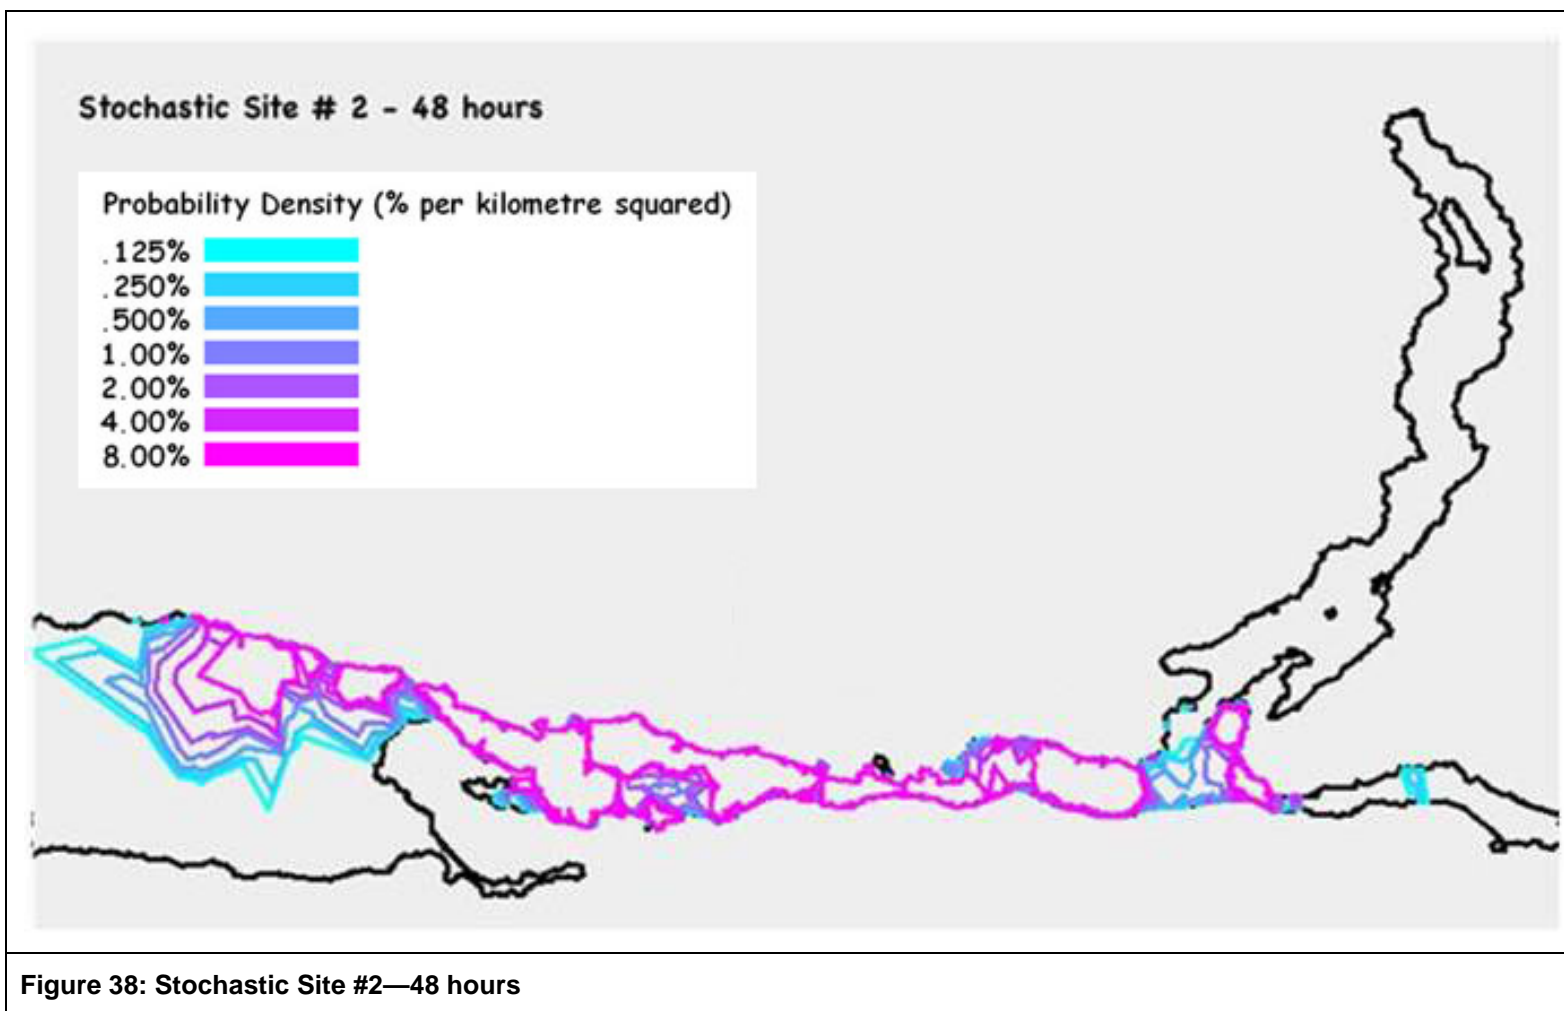 Stochastic Site # 2 - 48 hours
Probability Density (% per kilometre squared)
.125%
.250%
.500%
1.00%
2.00%
4.00%
8.00%
Figure 38: Stochastic Site #2—48 hours